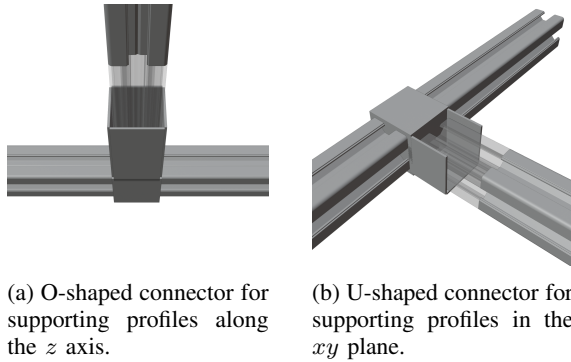 (a) O-shaped connector for
supporting profiles along
the z axis.
(b) U-shaped connector for
supporting profiles in the
xy plane.